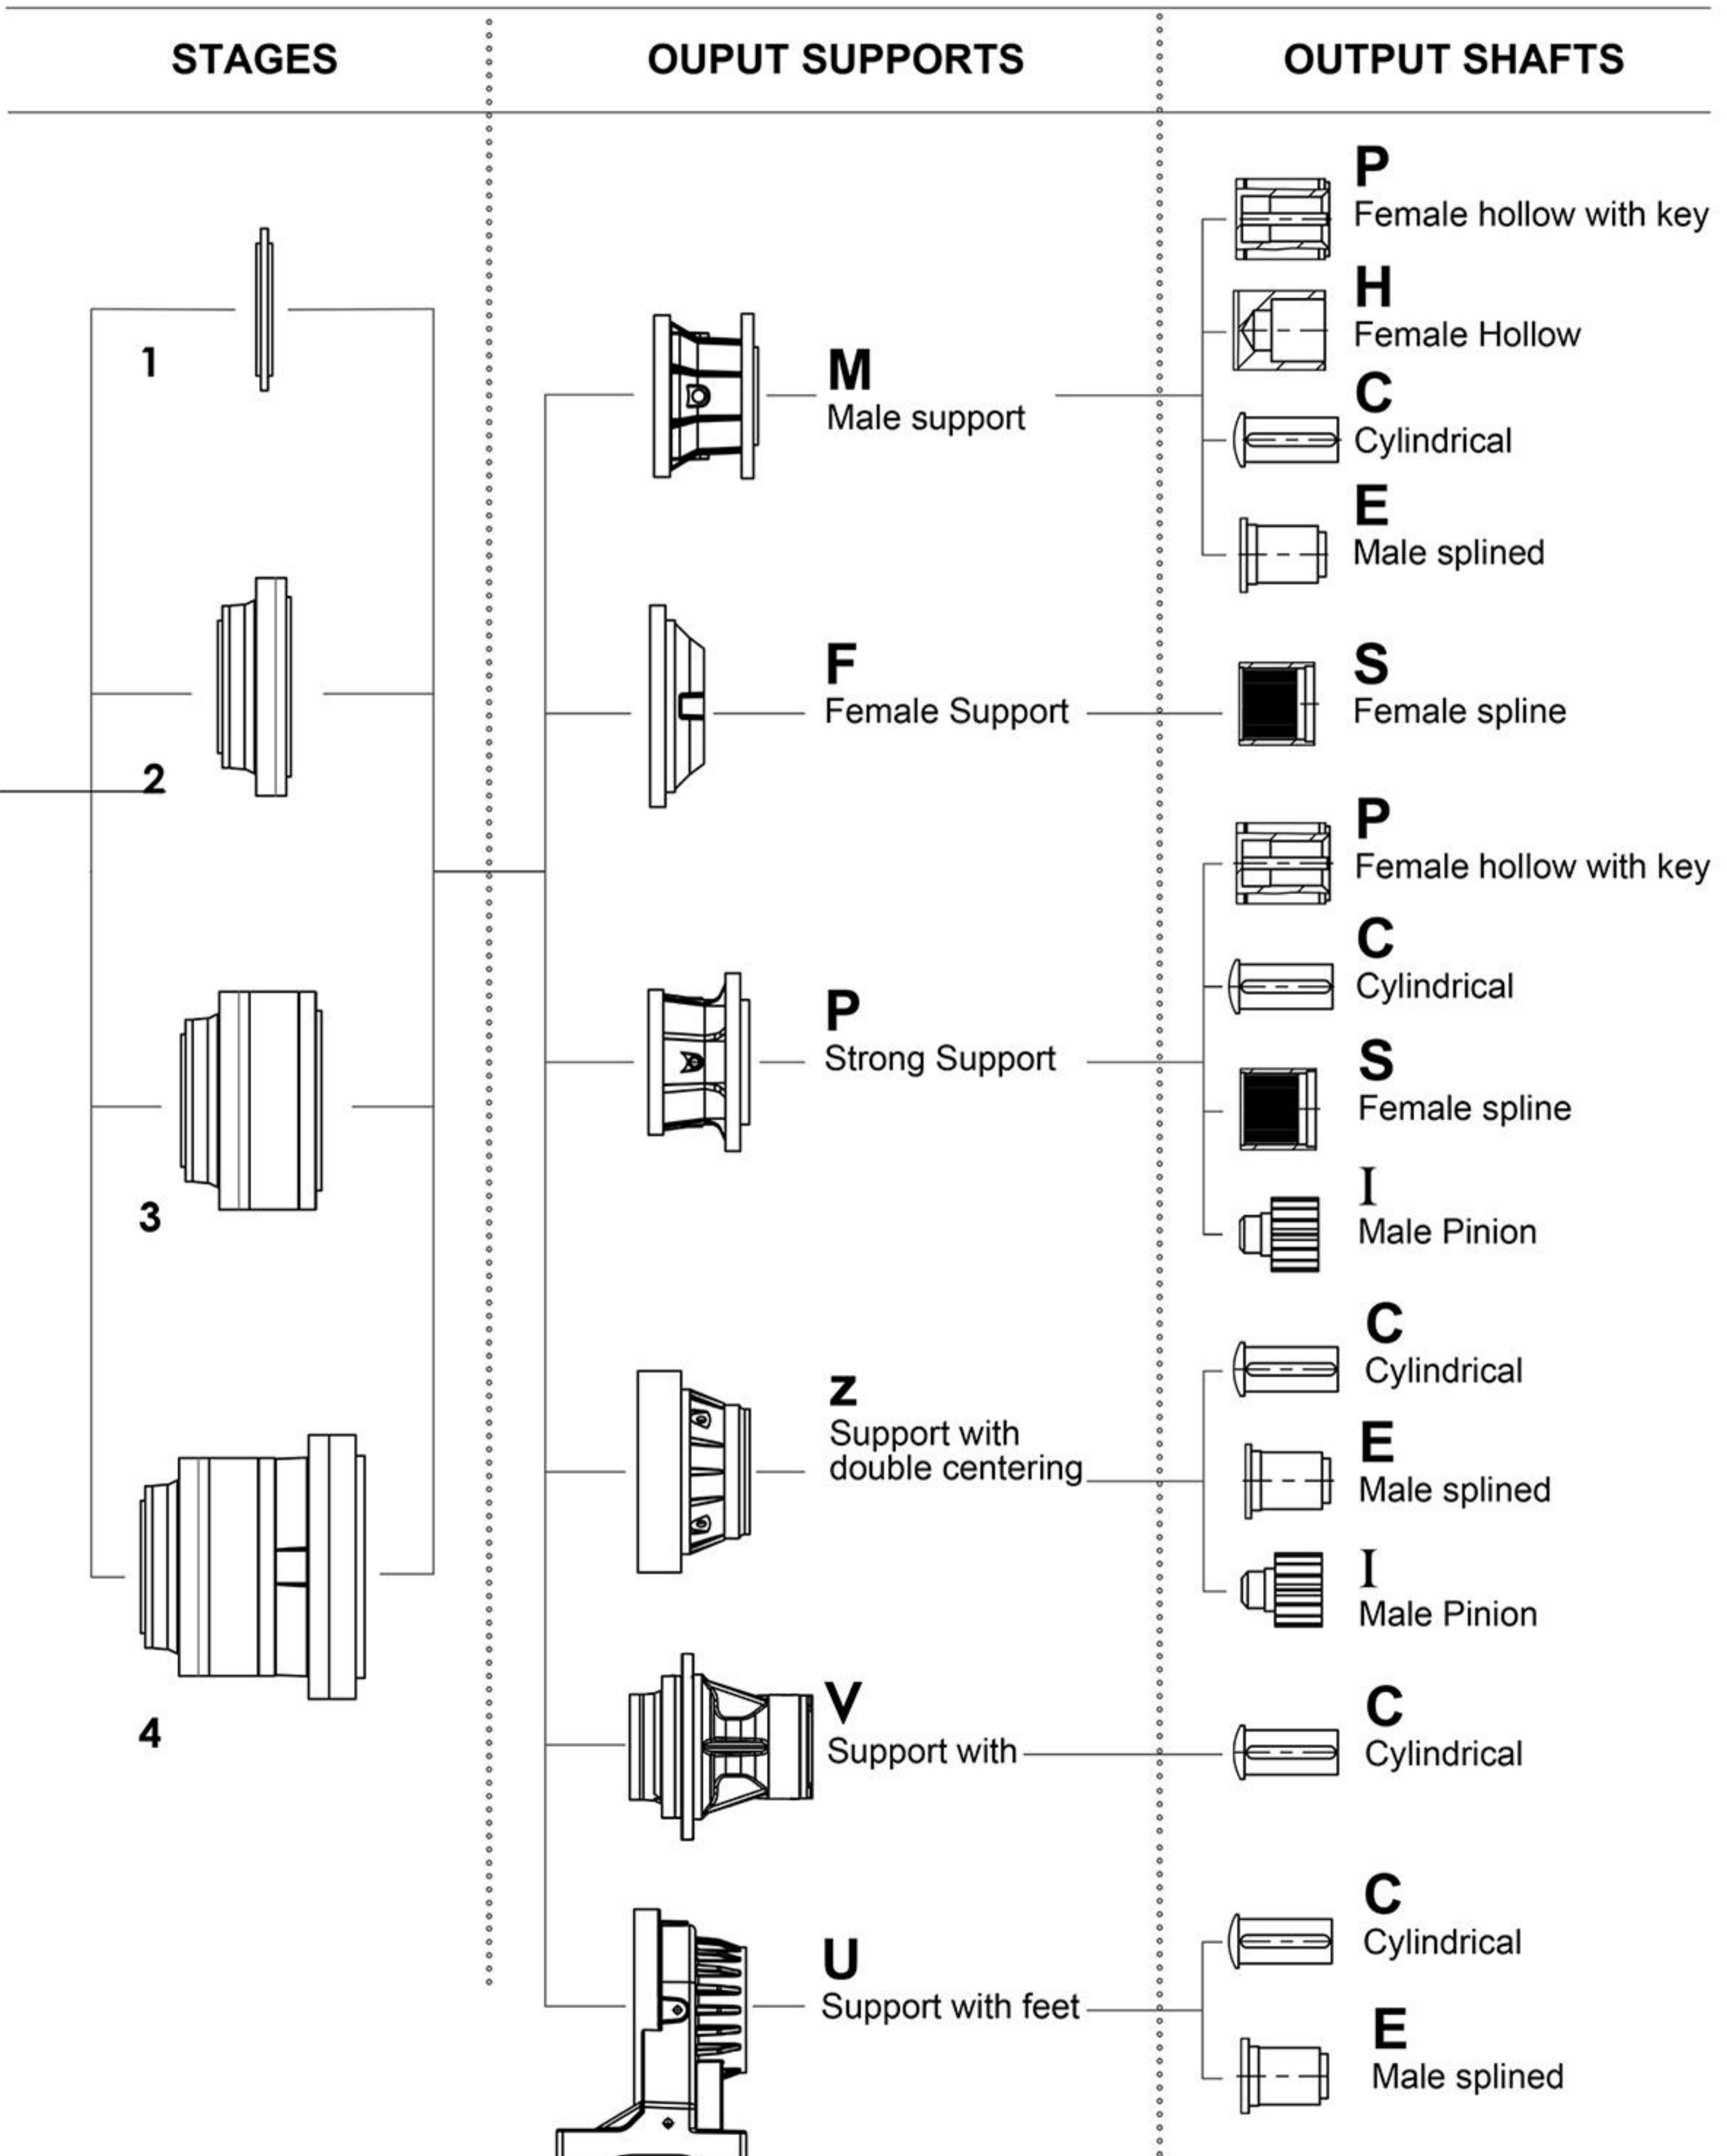 STAGES
OUPUT SUPPORTS
OUTPUT SHAFTS
1
2
3
4
M
Male support
F
Female Support
P
Strong Support
z
Support with
double centering
V
Support with
U
Support with feet
P
Female hollow with key
H
Female Hollow
C
Cylindrical
E
Male splined
S
Female spline
P
Female hollow with key
C
Cylindrical
S
Female spline
I
Male Pinion
C
Cylindrical
E
Male splined
I
Male Pinion
C
Cylindrical
C
Cylindrical
E
Male splined